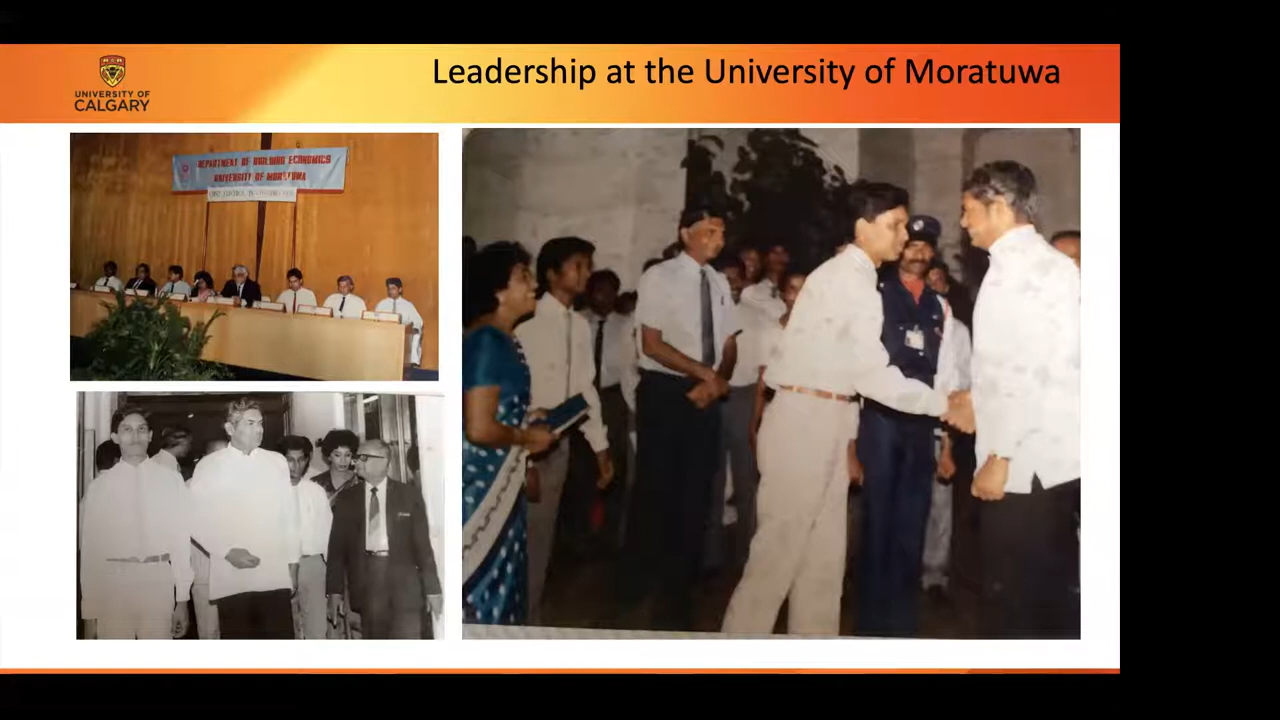 Leadership at the University of Moratuwa
UNIVERSITY OF
CALGARY
DEPARTMENT OF BUILDING ECONOMICS
UNIVERSITY OF MORATUWA